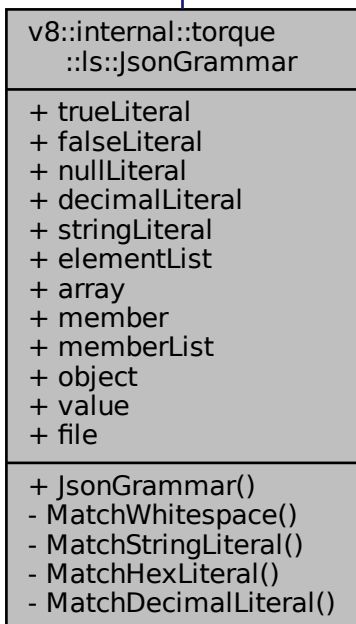 v8::internal::torque
::ls::JsonGrammar
+ trueLiteral
+ falseLiteral
+ nullLiteral
+ decimalLiteral
+ stringLiteral
+ elementList
+ array
+ member
+ memberList
+ object
+ value
+ file
+ JsonGrammar()
- MatchWhitespace()
- MatchStringLiteral()
- MatchHexLiteral()
- MatchDecimalLiteral()